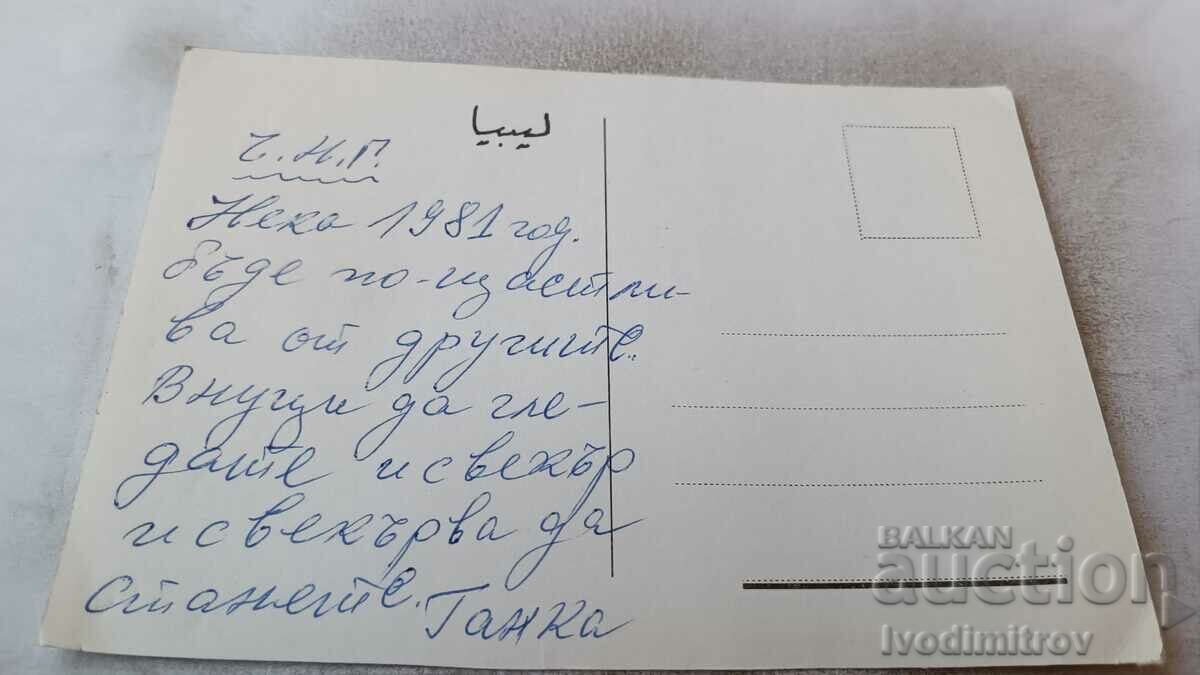 ليبيا
Ч.Н.Г.
Нека 1981 год.
бъде по-щастли-
ва от другите.
Внуци да гле-
дате и свекър
и свекърва да
станете.
Ганка
BALKAN
auction
Ivodimitrov